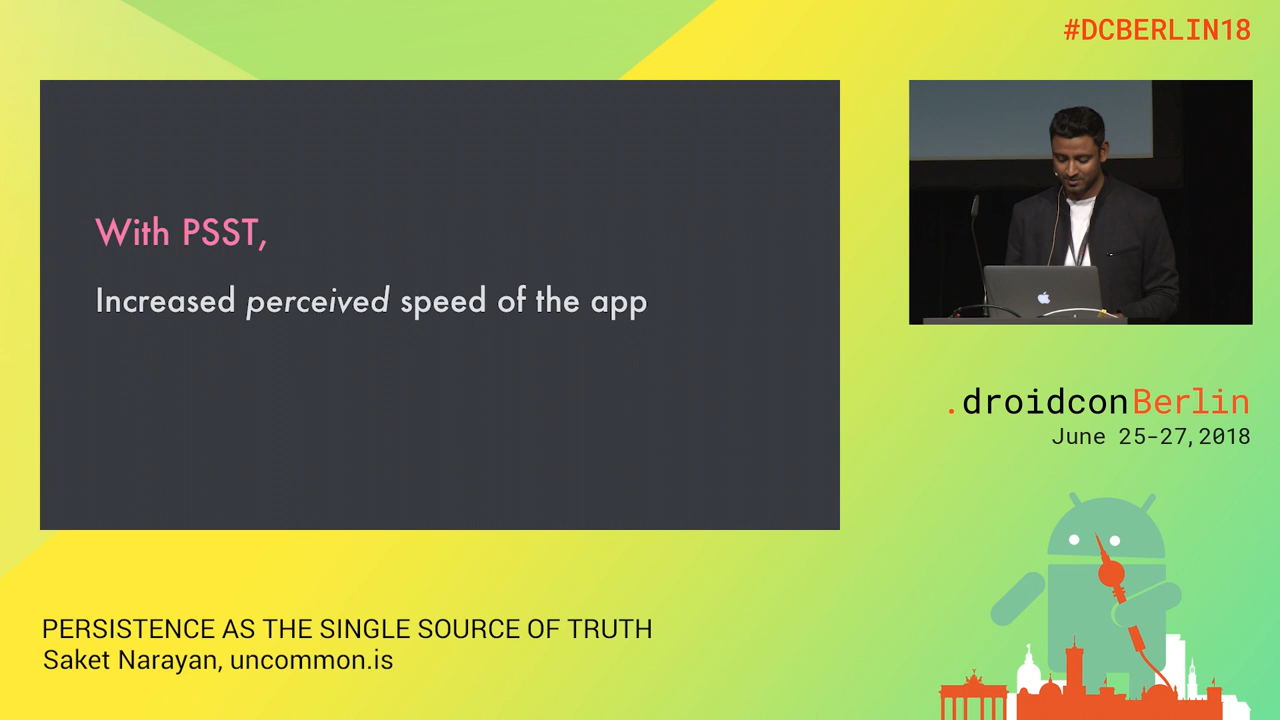 #DCBERLIN18
With PSST,
Increased perceived speed of the app
.droidconBerlin
June 25-27, 2018
PERSISTENCE AS THE SINGLE SOURCE OF TRUTH
Saket Narayan, uncommon.is